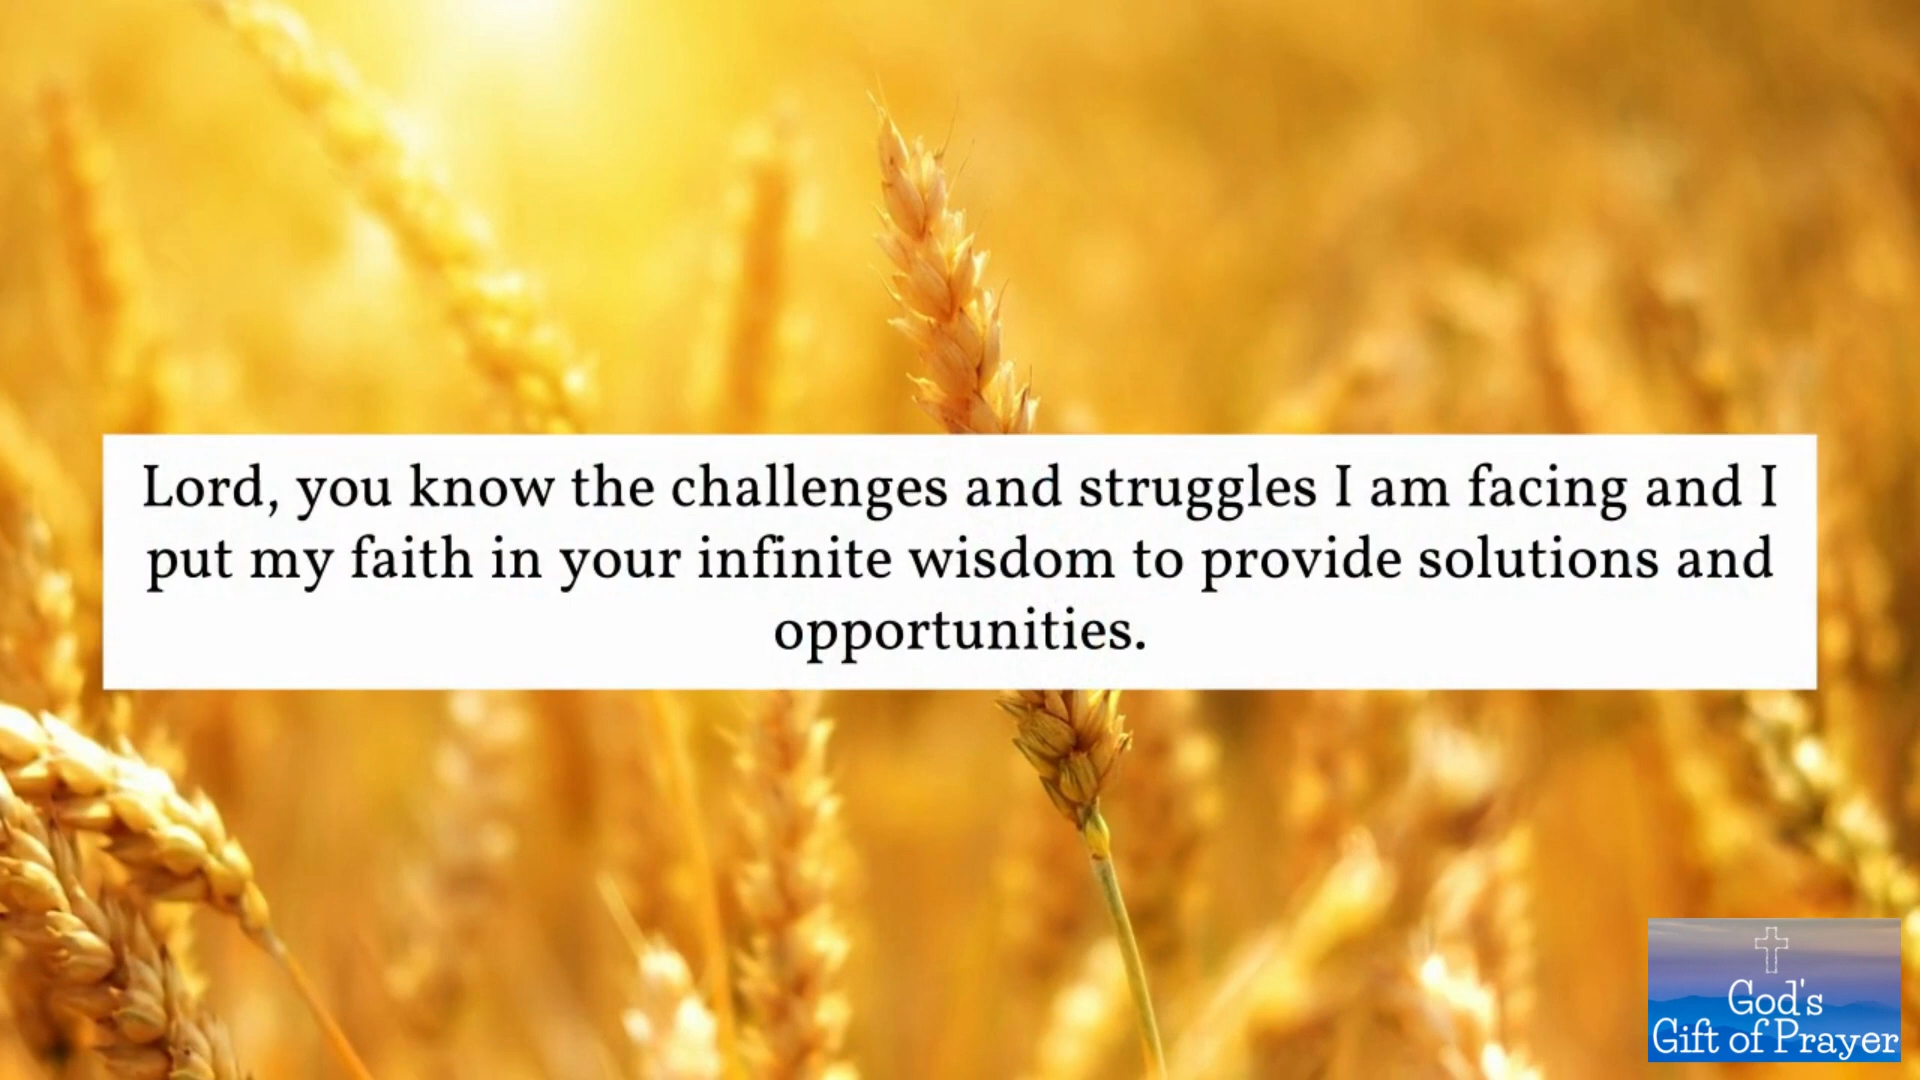 Lord, you know the challenges and struggles I am facing and I
put my faith in your infinite wisdom to provide solutions and
opportunities.
God's
Gift of Prayer